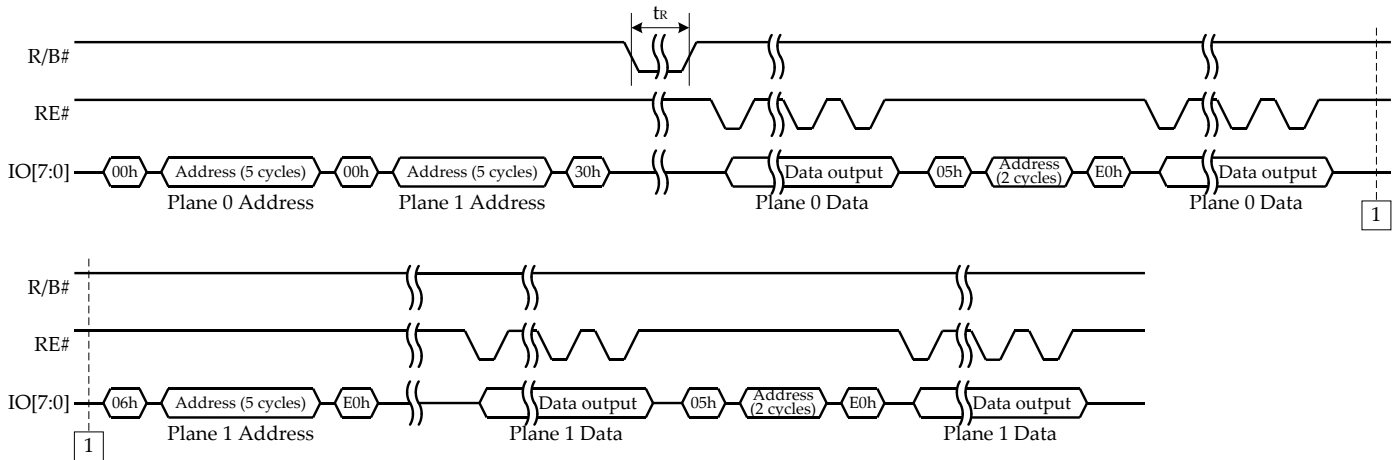 tR
R/B#
RE#
IO[7:0] 00h Address (5 cycles) 00h Address (5 cycles) 30h Data output 05h Address (2 cycles) E0h Data output
Plane 0 Address Plane 1 Address Plane 0 Data Plane 0 Data
1
R/B#
RE#
IO[7:0] 06h Address (5 cycles) E0h Data output 05h Address (2 cycles) E0h Data output
Plane 1 Address Plane 1 Data Plane 1 Data
1